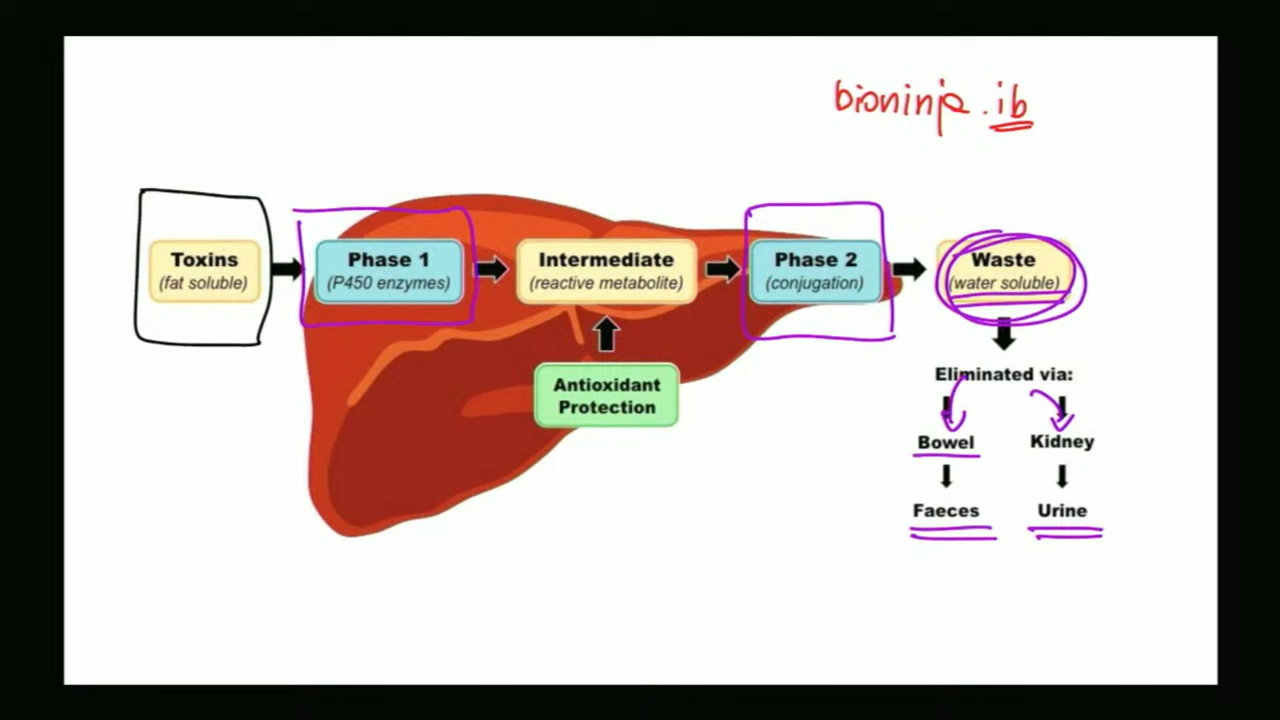 bioninja.ib
Toxins
(fat soluble)
Phase 1
(P450 enzymes)
Intermediate
(reactive metabolite)
Phase 2
(conjugation)
Waste
(water soluble)
Antioxidant
Protection
Eliminated via:
Bowel
Kidney
Faeces
Urine